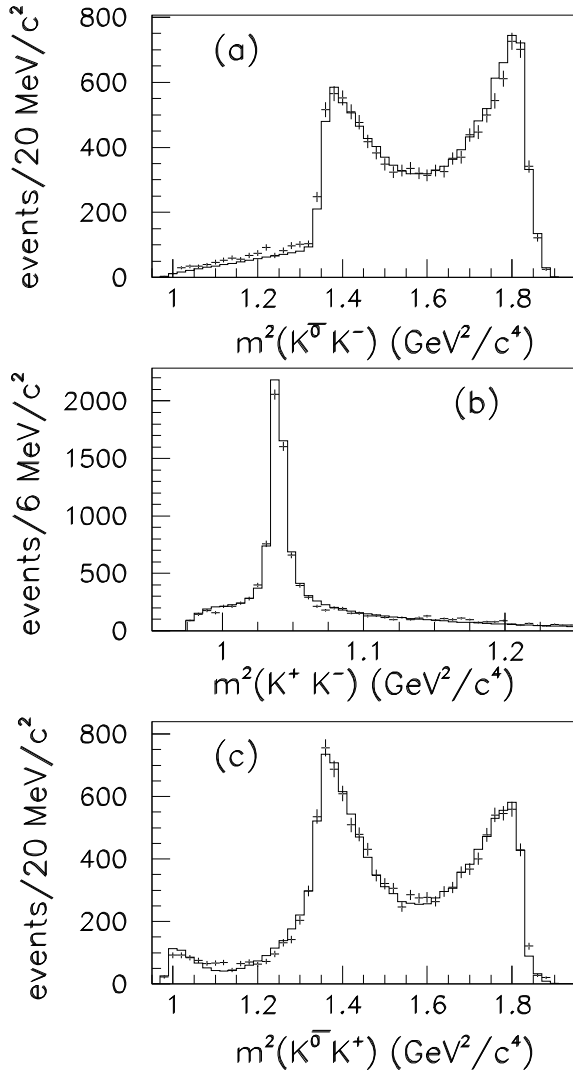 (a)
events/20 MeV/c²
800
600
400
200
0
1 1.2 1.4 1.6 1.8
m²(K̅⁰ K⁻) (GeV²/c⁴)
(b)
events/6 MeV/c²
2000
1500
1000
500
0
1 1.1 1.2
m²(K⁺ K⁻) (GeV²/c⁴)
(c)
events/20 MeV/c²
800
600
400
200
0
1 1.2 1.4 1.6 1.8
m²(K̅⁰ K⁺) (GeV²/c⁴)